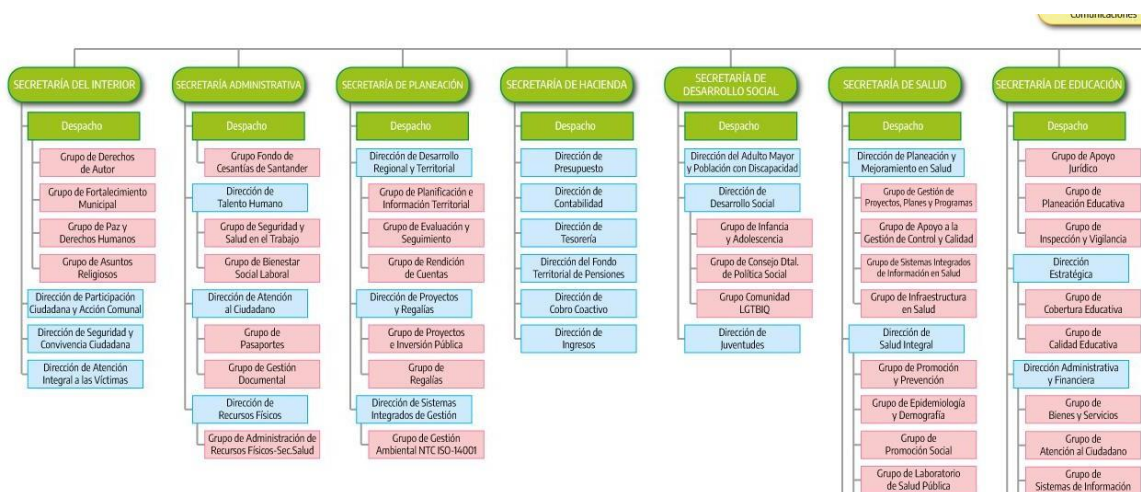 Comunicaciones
SECRETARÍA DEL INTERIOR
Despacho
Grupo de Derechos
de Autor
Grupo de Fortalecimiento
Municipal
Grupo de Paz y
Derechos Humanos
Grupo de Asuntos
Religiosos
Dirección de Participación
Ciudadana y Acción Comunal
Dirección de Seguridad y
Convivencia Ciudadana
Dirección de Atención
Integral a las Víctimas
SECRETARÍA ADMINISTRATIVA
Despacho
Grupo Fondo de
Cesantías de Santander
Dirección de
Talento Humano
Grupo de Seguridad y
Salud en el Trabajo
Grupo de Bienestar
Social Laboral
Dirección de Atención
al Ciudadano
Grupo de
Pasaportes
Grupo de Gestión
Documental
Dirección de
Recursos Físicos
Grupo de Administración de
Recursos Físicos-Sec.Salud
SECRETARÍA DE PLANEACIÓN
Despacho
Dirección de Desarrollo
Regional y Territorial
Grupo de Planificación e
Información Territorial
Grupo de Evaluación y
Seguimiento
Grupo de Rendición
de Cuentas
Dirección de Proyectos
y Regalías
Grupo de Proyectos
e Inversión Pública
Grupo de
Regalías
Dirección de Sistemas
Integrados de Gestión
Grupo de Gestión
Ambiental NTC ISO-14001
SECRETARÍA DE HACIENDA
Despacho
Dirección de
Presupuesto
Dirección de
Contabilidad
Dirección de
Tesorería
Dirección del Fondo
Territorial de Pensiones
Dirección de
Cobro Coactivo
Dirección de
Ingresos
SECRETARÍA DE
DESARROLLO SOCIAL
Despacho
Dirección del Adulto Mayor
y Población con Discapacidad
Dirección de
Desarrollo Social
Grupo de Infancia
y Adolescencia
Grupo de Consejo Dtal.
de Política Social
Grupo Comunidad
LGTBIQ
Dirección de
Juventudes
SECRETARÍA DE SALUD
Despacho
Dirección de Planeación y
Mejoramiento en Salud
Grupo de Gestión de
Proyectos, Planes y Programas
Grupo de Apoyo a la
Gestión de Control y Calidad
Grupo de Sistemas Integrados
de Información en Salud
Grupo de Infraestructura
en Salud
Dirección de
Salud Integral
Grupo de Promoción
y Prevención
Grupo de Epidemiología
y Demografía
Grupo de
Promoción Social
Grupo de Laboratorio
de Salud Pública
SECRETARÍA DE EDUCACIÓN
Despacho
Grupo de Apoyo
Jurídico
Grupo de
Planeación Educativa
Grupo de
Inspección y Vigilancia
Dirección
Estratégica
Grupo de
Cobertura Educativa
Grupo de
Calidad Educativa
Dirección Administrativa
y Financiera
Grupo de
Bienes y Servicios
Grupo de
Atención al Ciudadano
Grupo de
Sistemas de Información